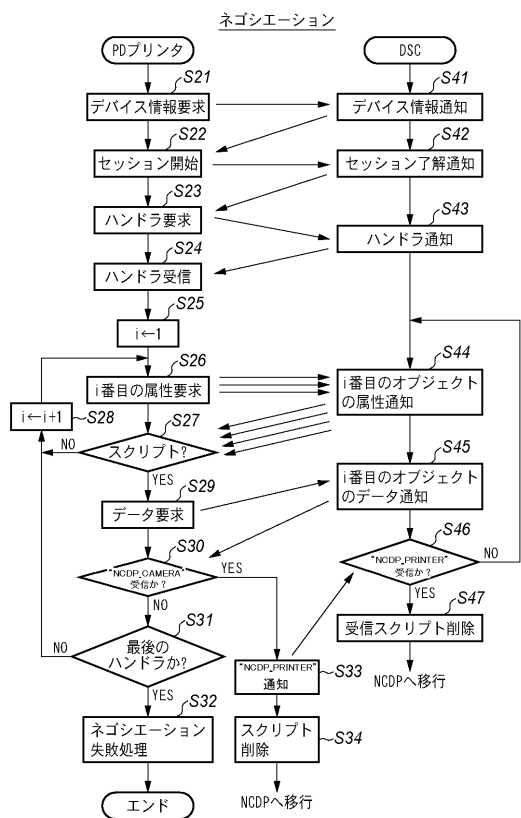 ネゴシエーション
PDプリンタ
DSC
S21
デバイス情報要求
S41
デバイス情報通知
S22
セッション開始
S42
セッション了解通知
S23
ハンドラ要求
S43
ハンドラ通知
S24
ハンドラ受信
S25
i←1
S26
i番目の属性要求
S44
i番目のオブジェクト
の属性通知
i←i+1
S28
S27
スクリプト?
NO
YES
S45
i番目のオブジェクト
のデータ通知
S29
データ要求
S30
"NCDP_CAMERA"
受信か?
YES
NO
S46
"NCDP_PRINTER"
受信か?
NO
YES
S31
最後の
ハンドラか?
NO
YES
S47
受信スクリプト削除
NCDPへ移行
"NCDP_PRINTER"
通知
S33
S32
ネゴシエーション
失敗処理
スクリプト
削除
S34
エンド
NCDPへ移行